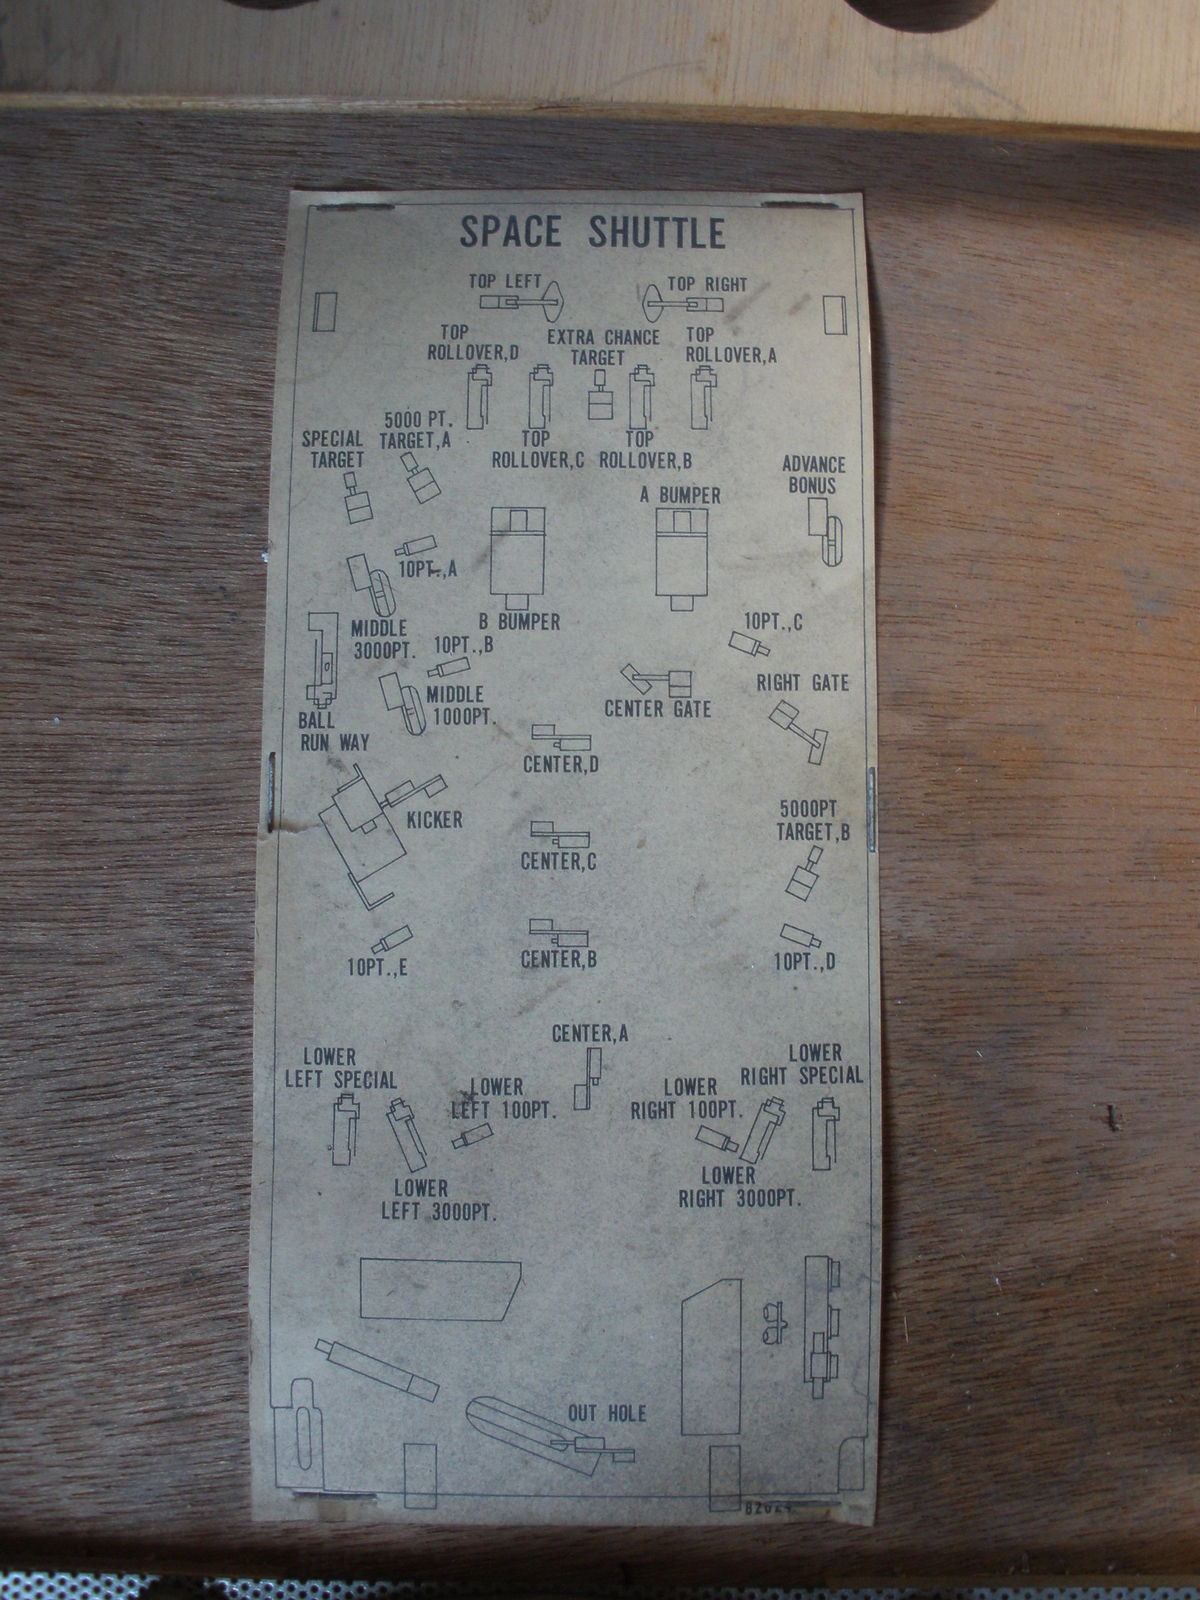 SPACE SHUTTLE
TOP LEFT
TOP RIGHT
TOP
ROLLOVER,D
EXTRA CHANCE
TARGET
TOP
ROLLOVER,A
5000 PT.
TARGET,A
SPECIAL
TARGET
TOP
ROLLOVER,C
TOP
ROLLOVER,B
ADVANCE
BONUS
A BUMPER
10PT.,A
B BUMPER
MIDDLE
3000PT.
10PT.,B
10PT.,C
MIDDLE
1000PT.
CENTER GATE
RIGHT GATE
BALL
RUN WAY
CENTER,D
KICKER
5000PT
TARGET,B
CENTER,C
10PT.,E
CENTER,B
10PT.,D
CENTER,A
LOWER
LEFT SPECIAL
LOWER
RIGHT SPECIAL
LOWER
LEFT 100PT.
LOWER
RIGHT 100PT.
LOWER
LEFT 3000PT.
LOWER
RIGHT 3000PT.
OUT HOLE